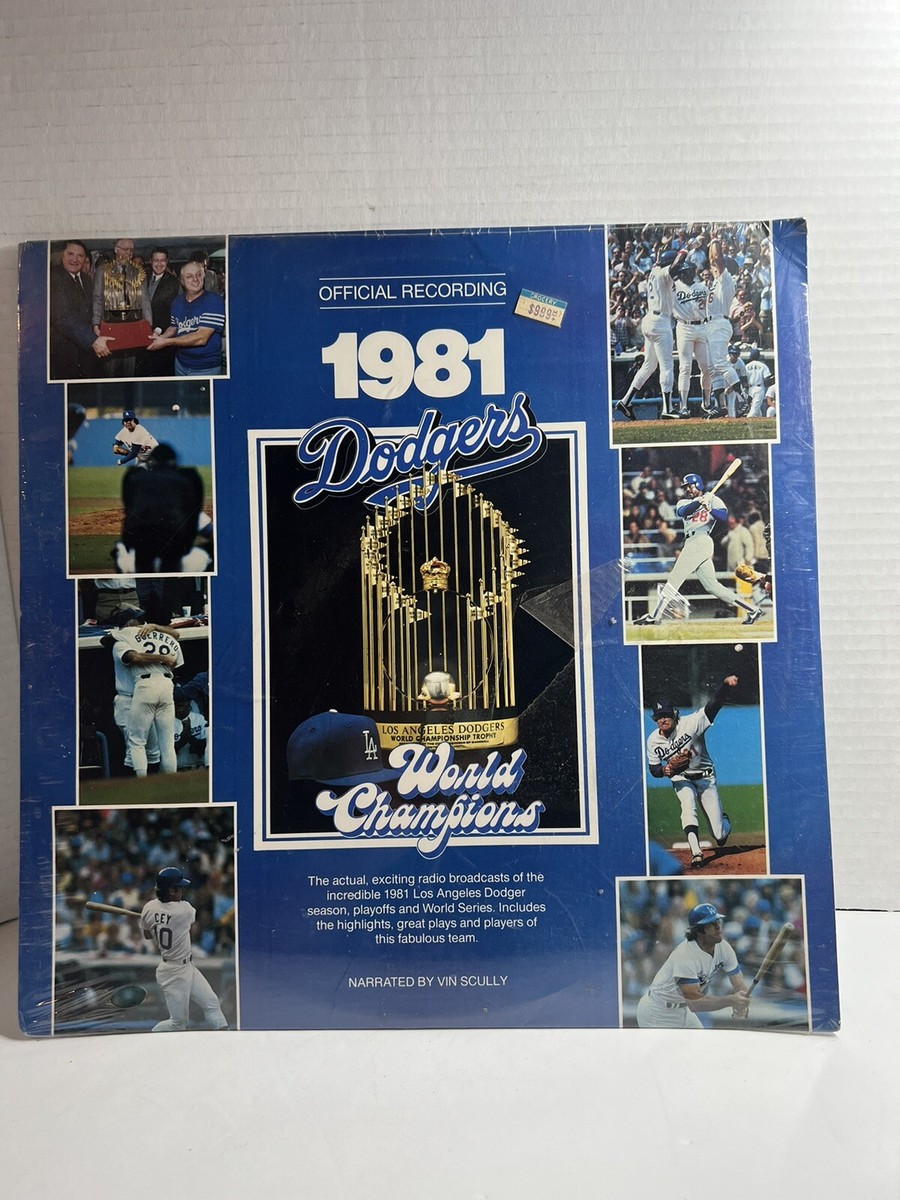 OFFICIAL RECORDING
$9.99
1981
Dodgers
LOS ANGELES DODGERS
WORLD CHAMPIONSHIP TROPHY
LA
World
Champions
The actual, exciting radio broadcasts of the
incredible 1981 Los Angeles Dodger
season, playoffs and World Series. Includes
the highlights, great plays and players of
this fabulous team.
NARRATED BY VIN SCULLY
Dodgers
GUERRERO
28
CEY
10
Dodgers
28
Dodgers